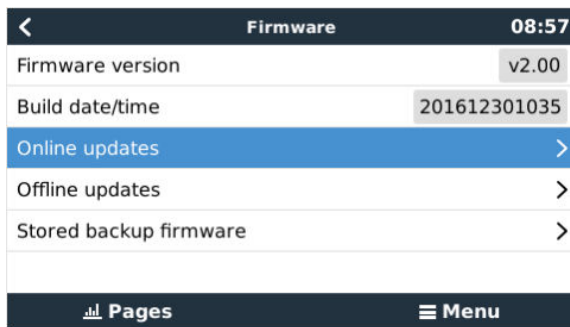 Firmware 08:57
Firmware version v2.00
Build date/time 201612301035
Online updates
Offline updates
Stored backup firmware
Pages Menu